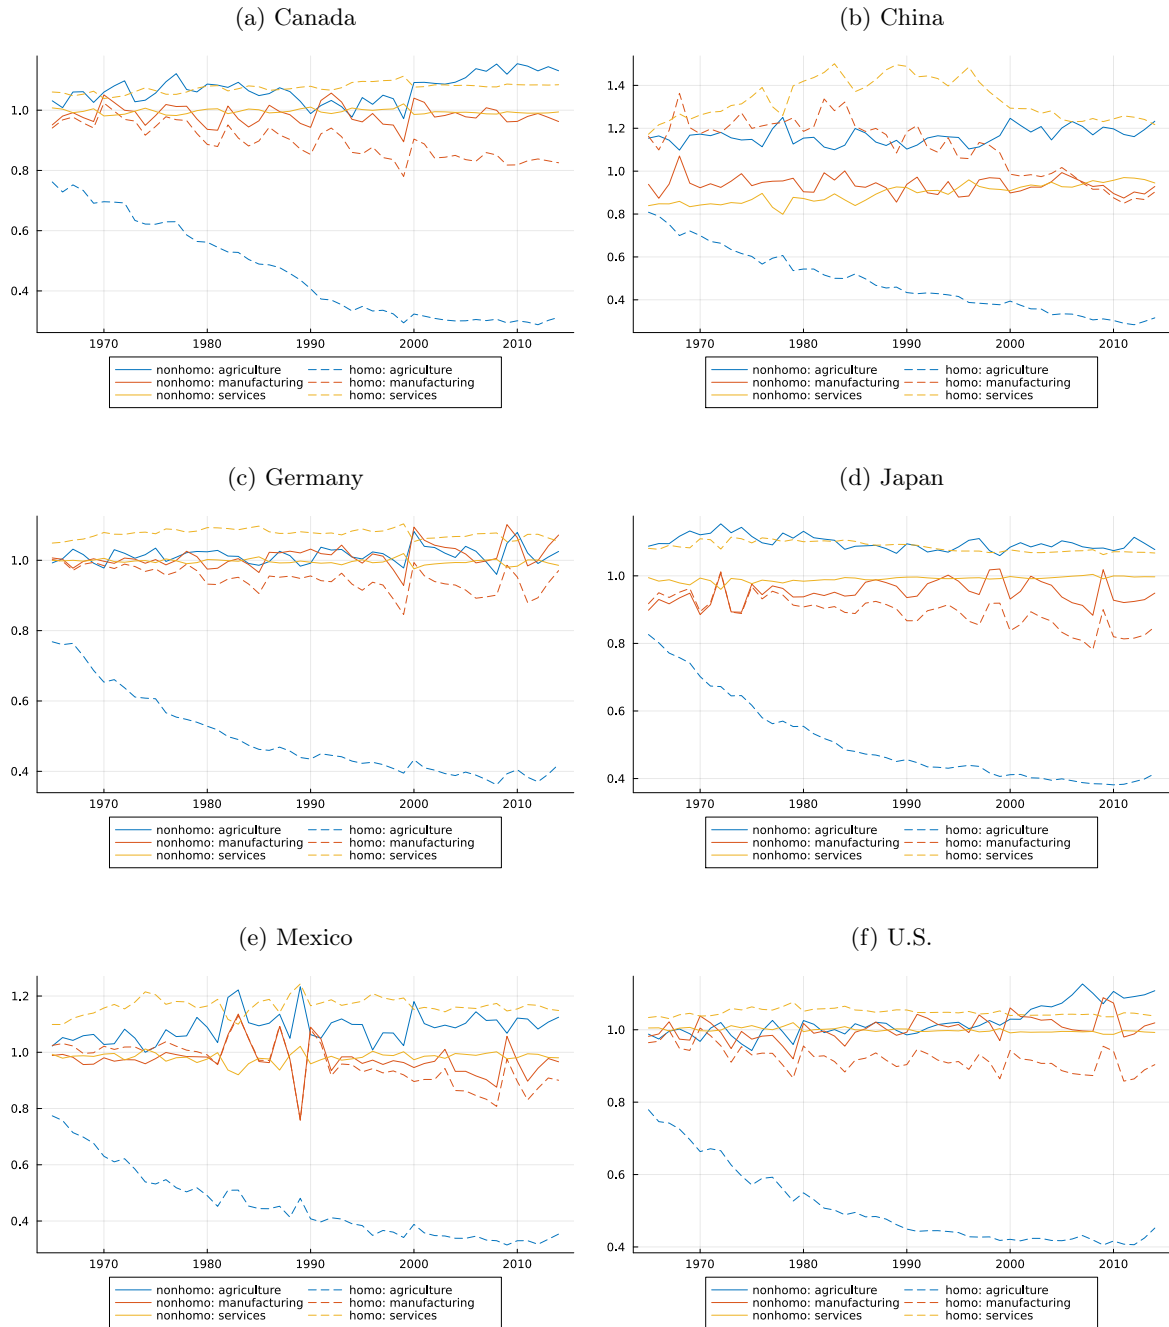 (a) Canada
1.0
0.8
0.6
0.4
1970 1980 1990 2000 2010
nonhomo: agriculture homo: agriculture
nonhomo: manufacturing homo: manufacturing
nonhomo: services homo: services
(b) China
1.4
1.2
1.0
0.8
0.6
0.4
1970 1980 1990 2000 2010
nonhomo: agriculture homo: agriculture
nonhomo: manufacturing homo: manufacturing
nonhomo: services homo: services
(c) Germany
1.0
0.8
0.6
0.4
1970 1980 1990 2000 2010
nonhomo: agriculture homo: agriculture
nonhomo: manufacturing homo: manufacturing
nonhomo: services homo: services
(d) Japan
1.0
0.8
0.6
0.4
1970 1980 1990 2000 2010
nonhomo: agriculture homo: agriculture
nonhomo: manufacturing homo: manufacturing
nonhomo: services homo: services
(e) Mexico
1.2
1.0
0.8
0.6
0.4
1970 1980 1990 2000 2010
nonhomo: agriculture homo: agriculture
nonhomo: manufacturing homo: manufacturing
nonhomo: services homo: services
(f) U.S.
1.0
0.8
0.6
0.4
1970 1980 1990 2000 2010
nonhomo: agriculture homo: agriculture
nonhomo: manufacturing homo: manufacturing
nonhomo: services homo: services